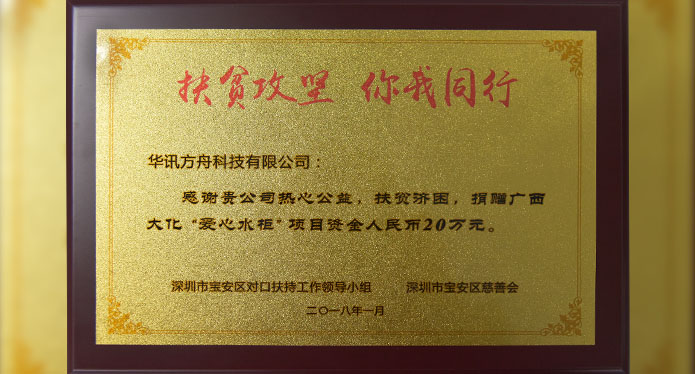 扶贫攻坚 你我同行
华讯方舟科技有限公司：
感谢贵公司热心公益，扶贫济困，捐赠广西
大化“爱心水柜”项目资金人民币20万元。
深圳市宝安区对口扶持工作领导小组 深圳市宝安区慈善会
二〇一八年一月